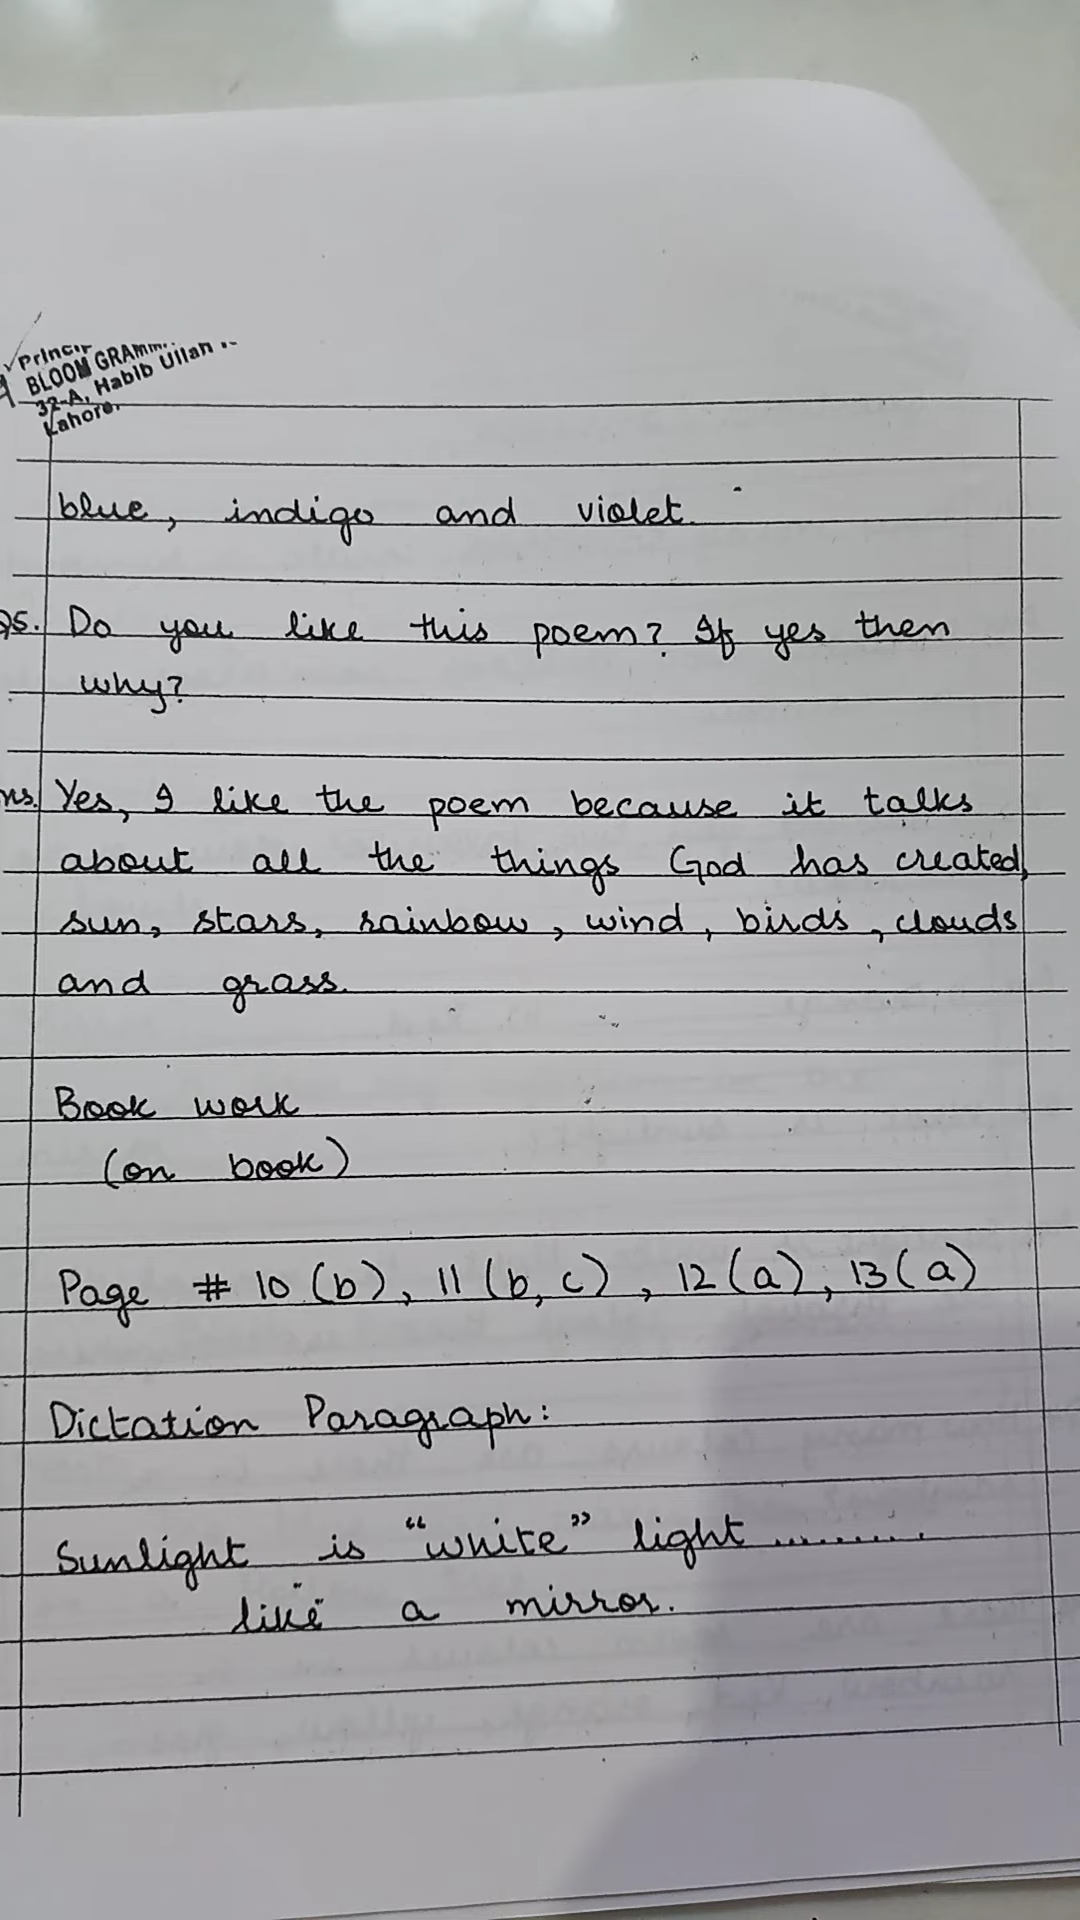 BLOOM
32-A, Habib Ullah
Lahore.
blue, indigo and violet.
Q5. Do you like this poem? If yes then
why?
Ans. Yes, I like the poem because it talks
about all the things God has created,
sun, stars, rainbow, wind, birds, clouds
and grass.
Book work
(on book)
Page # 10 (b), 11 (b, c), 12 (a), 13 (a)
Dictation Paragraph:
Sunlight is "white" light ..........
like a mirror.